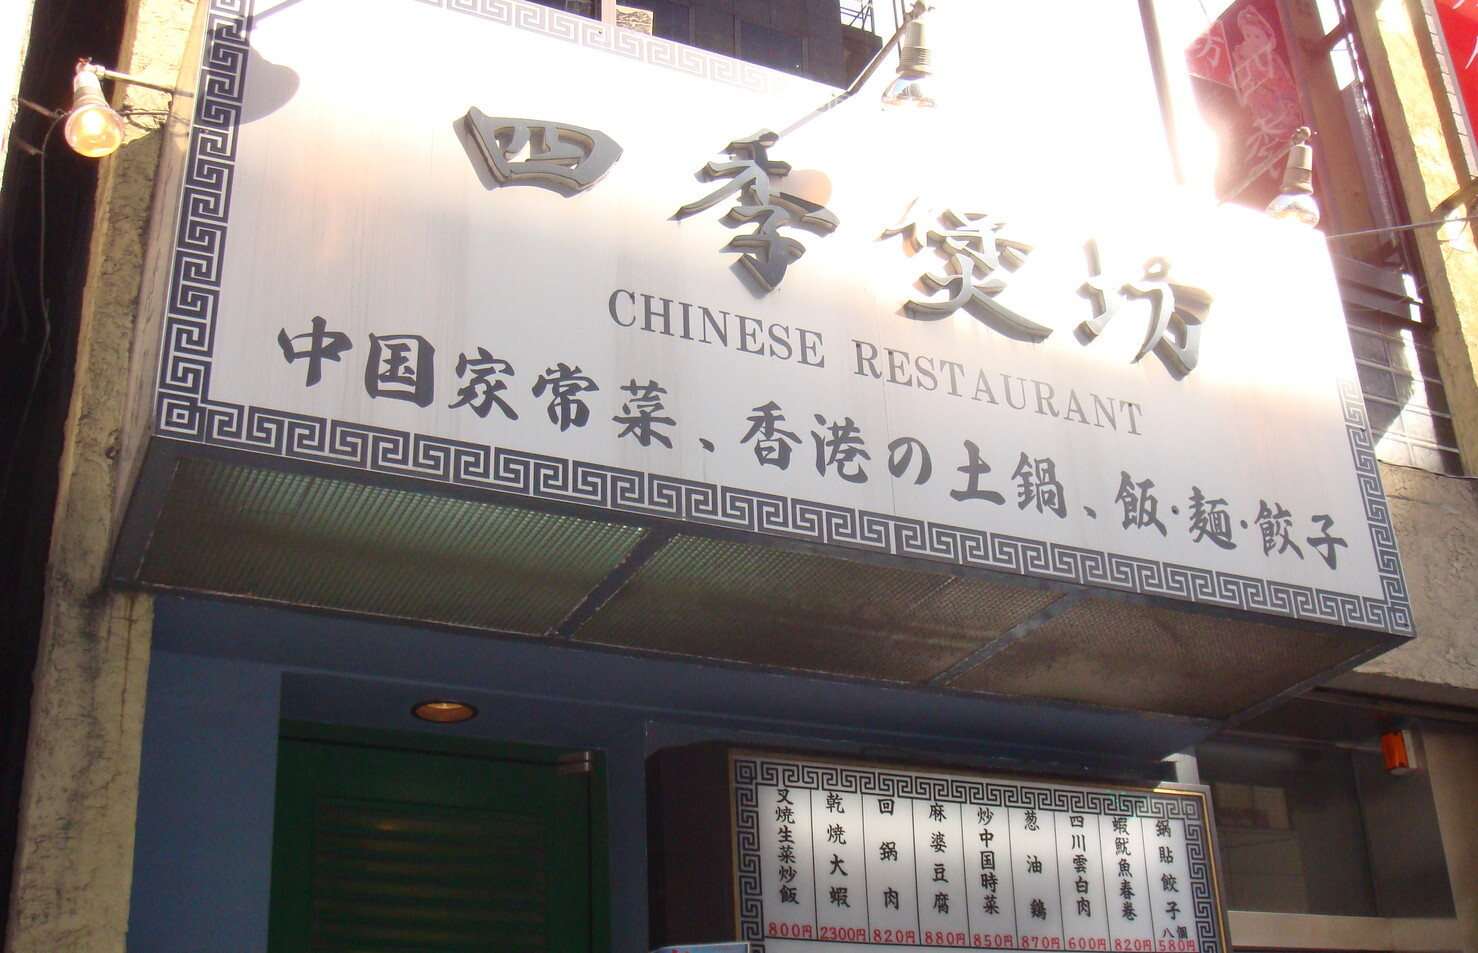 四季煲坊
CHINESE RESTAURANT
中国家常菜、香港の土鍋、飯·麺·餃子
鍋貼餃子八個 580円
蝦魷魚春巻 820円
四川雲白肉 600円
葱油鶏 870円
炒中国時菜 850円
麻婆豆腐 880円
回鍋肉 820円
乾焼大蝦 2300円
叉焼生菜炒飯 800円